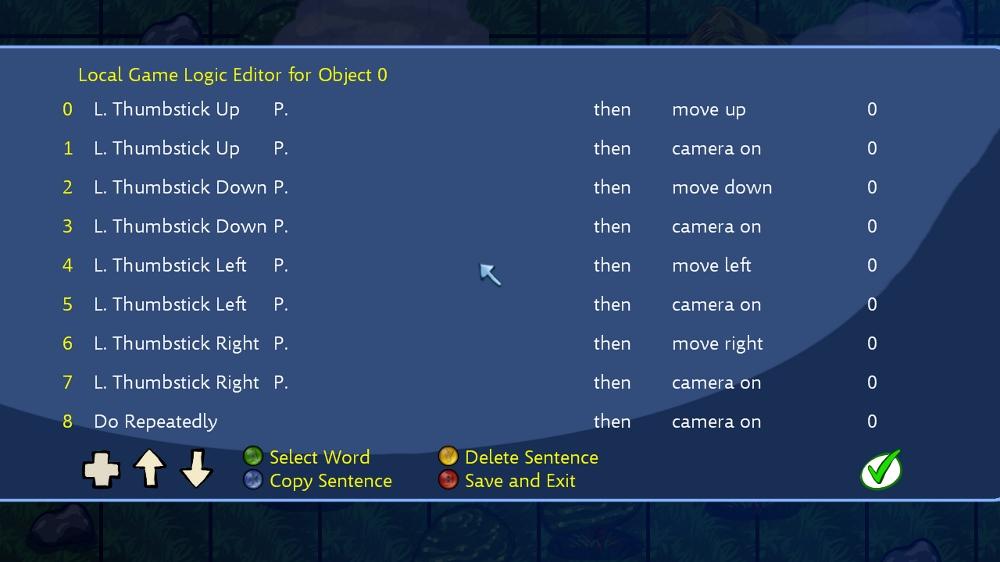 Local Game Logic Editor for Object 0
0 L. Thumbstick Up P. then move up 0
1 L. Thumbstick Up P. then camera on 0
2 L. Thumbstick Down P. then move down 0
3 L. Thumbstick Down P. then camera on 0
4 L. Thumbstick Left P. then move left 0
5 L. Thumbstick Left P. then camera on 0
6 L. Thumbstick Right P. then move right 0
7 L. Thumbstick Right P. then camera on 0
8 Do Repeatedly then camera on 0
Select Word Delete Sentence
Copy Sentence Save and Exit